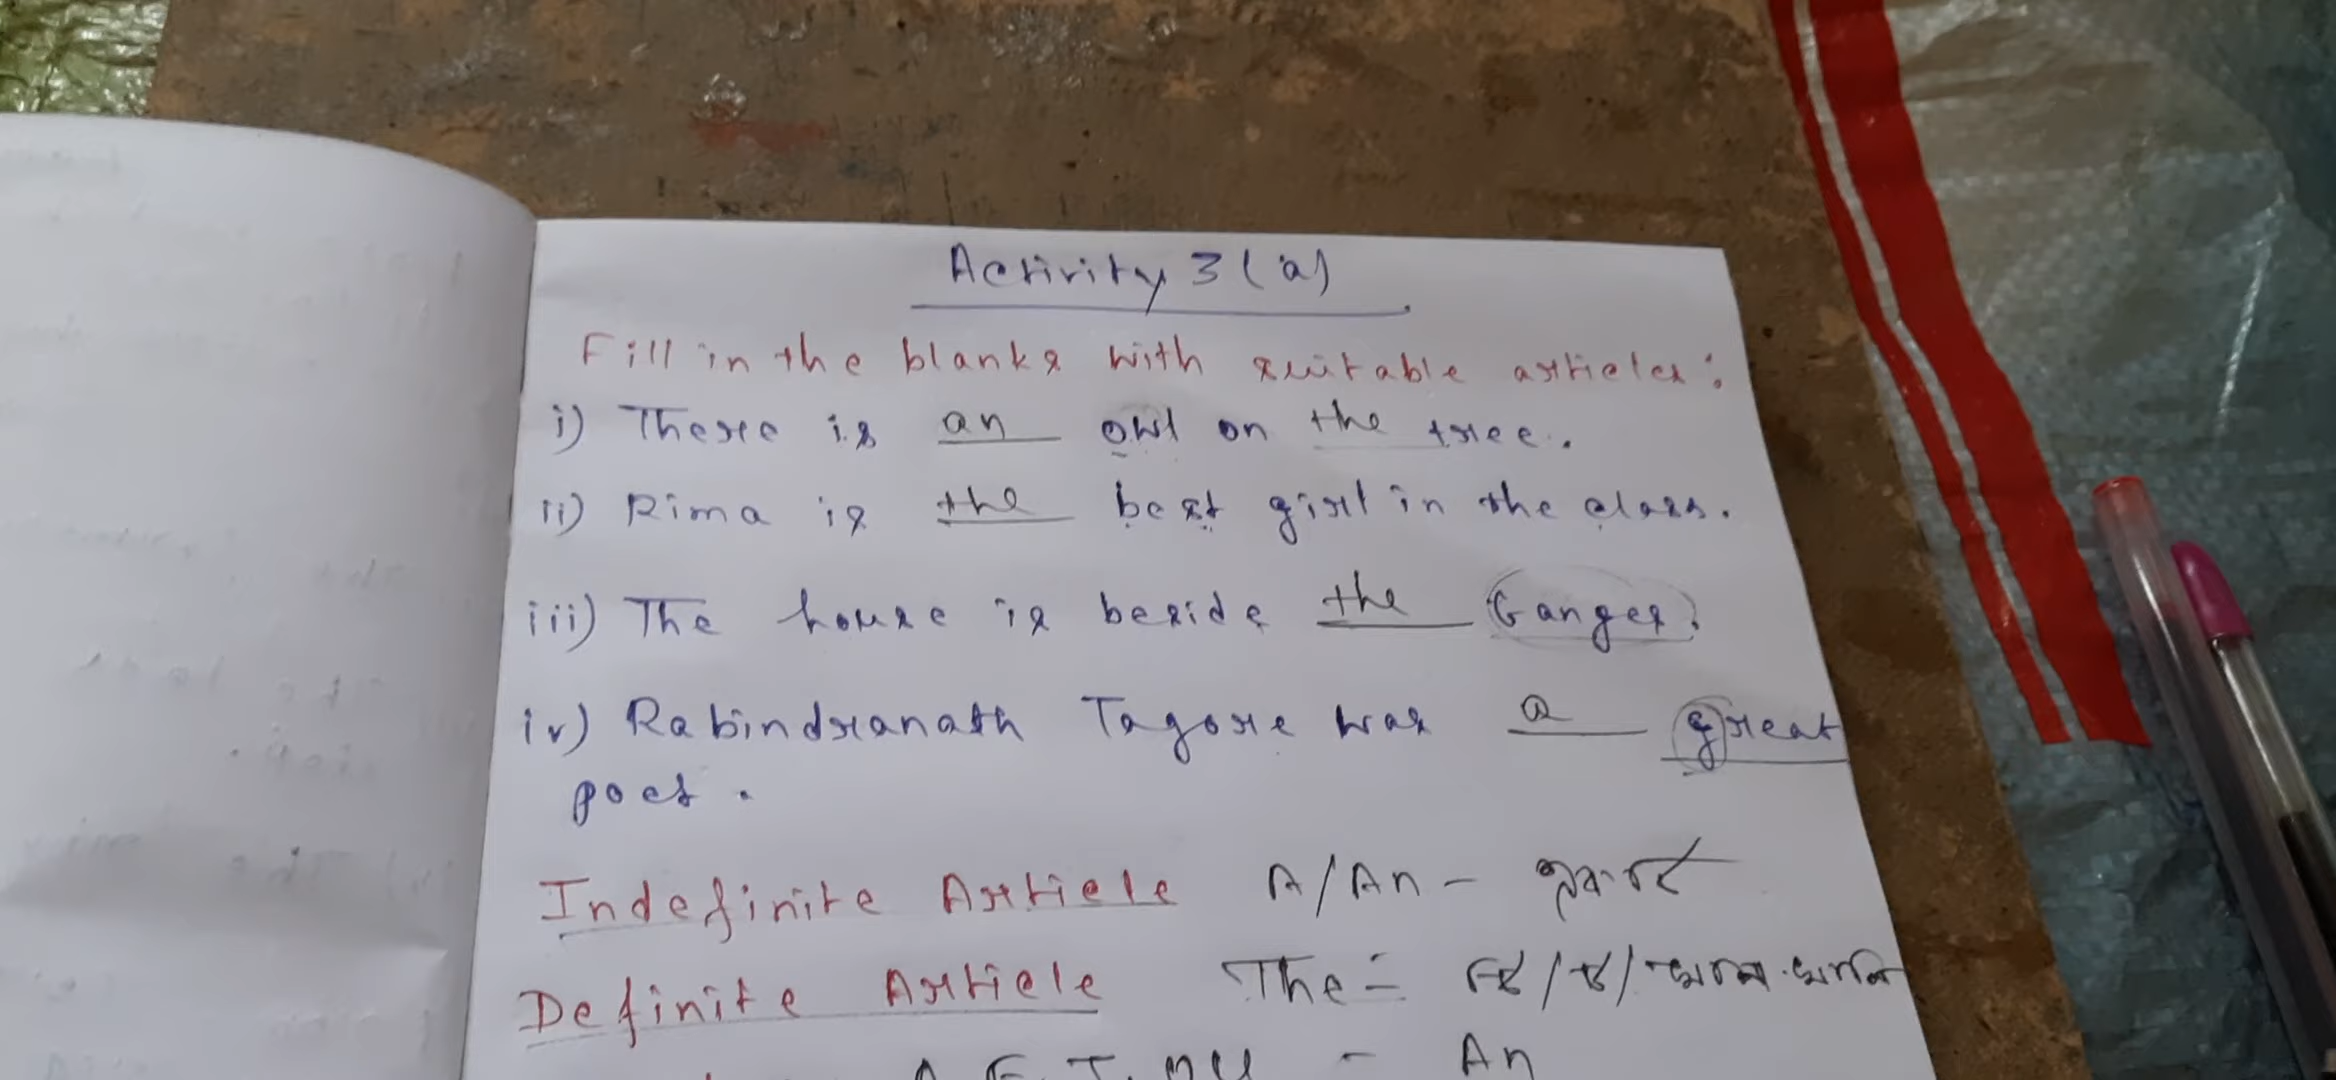 Activity 3(a)
Fill in the blanks with suitable articles:
i) There is an owl on the tree.
ii) Rima is the best girl in the class.
iii) The house is beside the Ganges.
iv) Rabindranath Tagore was a great
poet.
Indefinite Article A/An -
Definite Article The =
- An